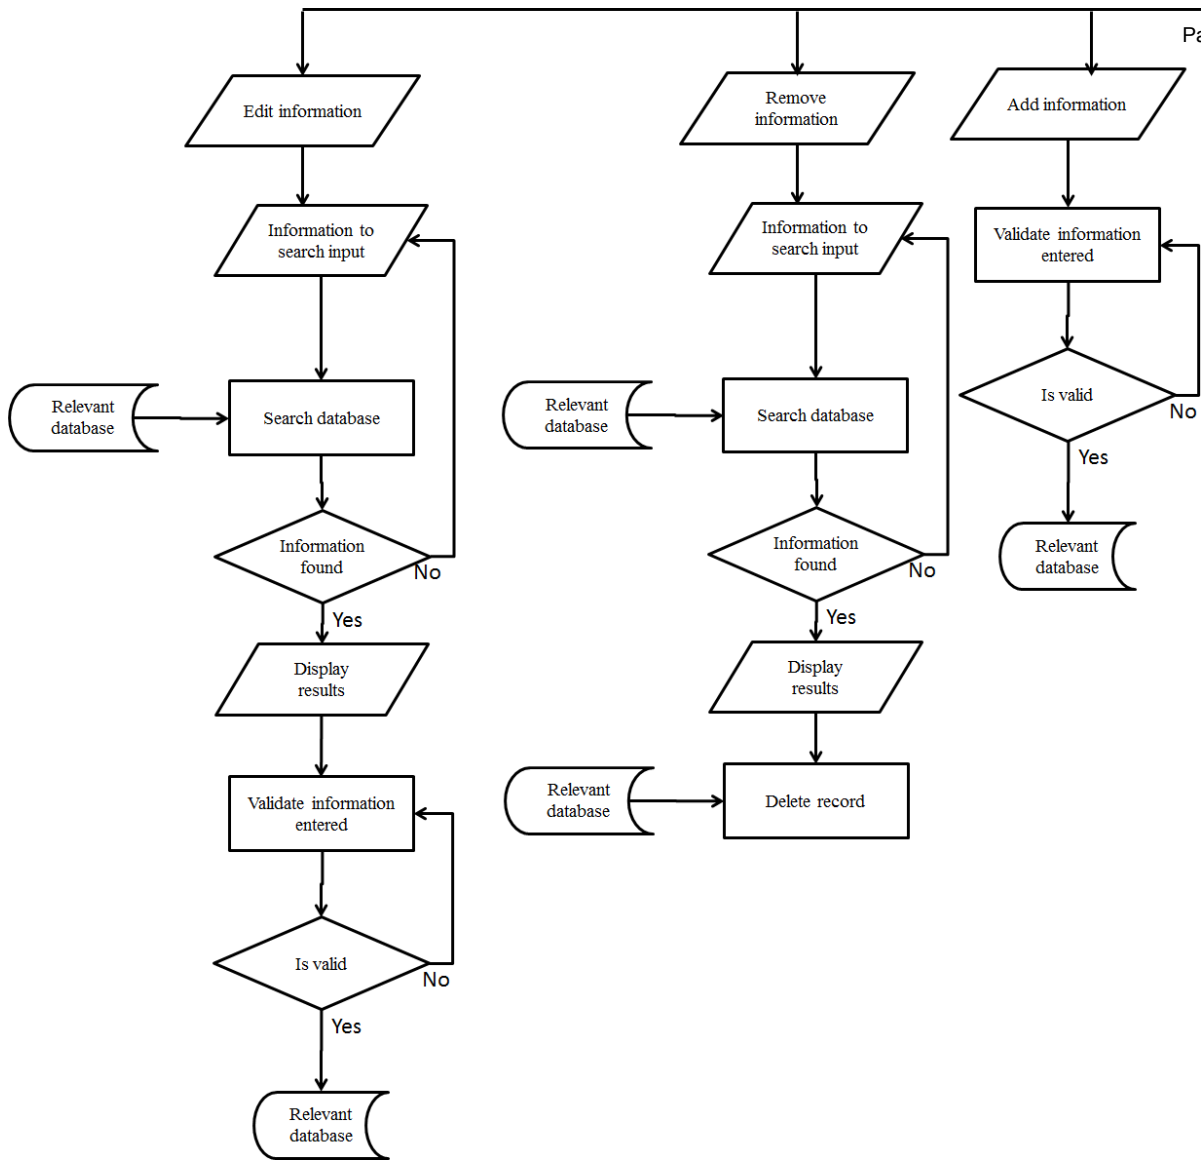 Pa
Edit information
Information to
search input
Relevant
database
Search database
Information
found
No
Yes
Display
results
Validate information
entered
Is valid
No
Yes
Relevant
database
Remove
information
Information to
search input
Relevant
database
Search database
Information
found
No
Yes
Display
results
Relevant
database
Delete record
Add information
Validate information
entered
Is valid
No
Yes
Relevant
database